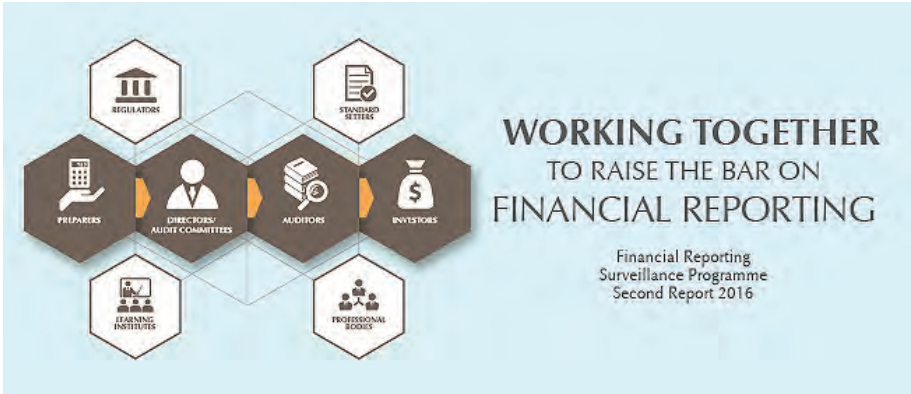 REGULATORS
STANDARD
SETTERS
PREPARERS
DIRECTORS/
AUDIT COMMITTEES
AUDITORS
$
INVESTORS
LEARNING
INSTITUTES
PROFESSIONAL
BODIES
WORKING TOGETHER
TO RAISE THE BAR ON
FINANCIAL REPORTING
Financial Reporting
Surveillance Programme
Second Report 2016